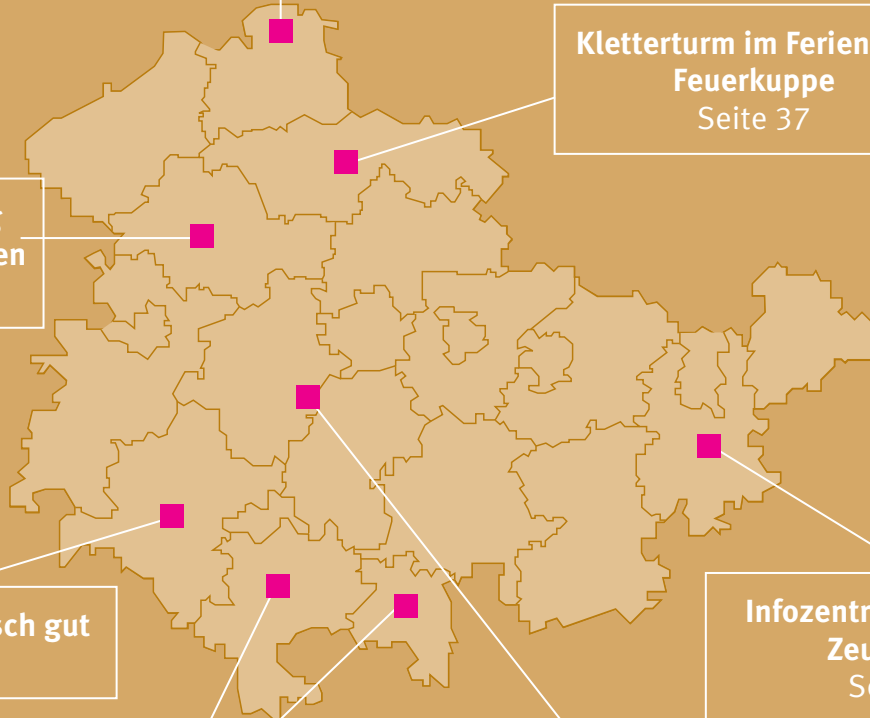 Kletterturm im Ferien
Feuerkuppe
Seite 37
en
sch gut
Infozentr
Zeu